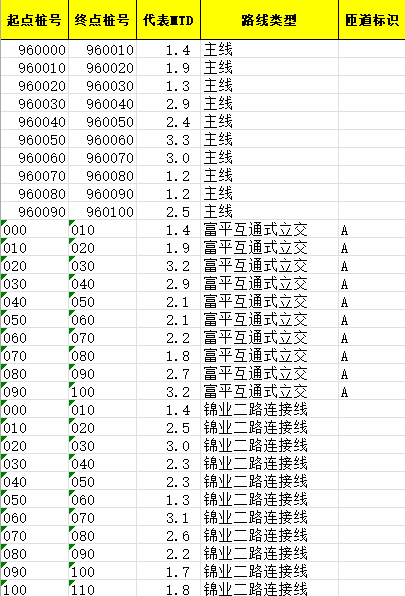 起点桩号 终点桩号 代表MTD 路线类型 匝道标识
960000 960010 1.4 主线
960010 960020 1.9 主线
960020 960030 1.3 主线
960030 960040 2.9 主线
960040 960050 2.4 主线
960050 960060 3.3 主线
960060 960070 3.0 主线
960070 960080 1.2 主线
960080 960090 1.2 主线
960090 960100 2.5 主线
000 010 1.4 富平互通式立交 A
010 020 1.9 富平互通式立交 A
020 030 3.2 富平互通式立交 A
030 040 2.9 富平互通式立交 A
040 050 2.1 富平互通式立交 A
050 060 2.1 富平互通式立交 A
060 070 2.2 富平互通式立交 A
070 080 1.8 富平互通式立交 A
080 090 2.7 富平互通式立交 A
090 100 3.2 富平互通式立交 A
000 010 1.4 锦业二路连接线
010 020 2.5 锦业二路连接线
020 030 3.0 锦业二路连接线
030 040 2.3 锦业二路连接线
040 050 2.3 锦业二路连接线
050 060 1.3 锦业二路连接线
060 070 3.1 锦业二路连接线
070 080 2.6 锦业二路连接线
080 090 2.2 锦业二路连接线
090 100 1.7 锦业二路连接线
100 110 1.8 锦业二路连接线